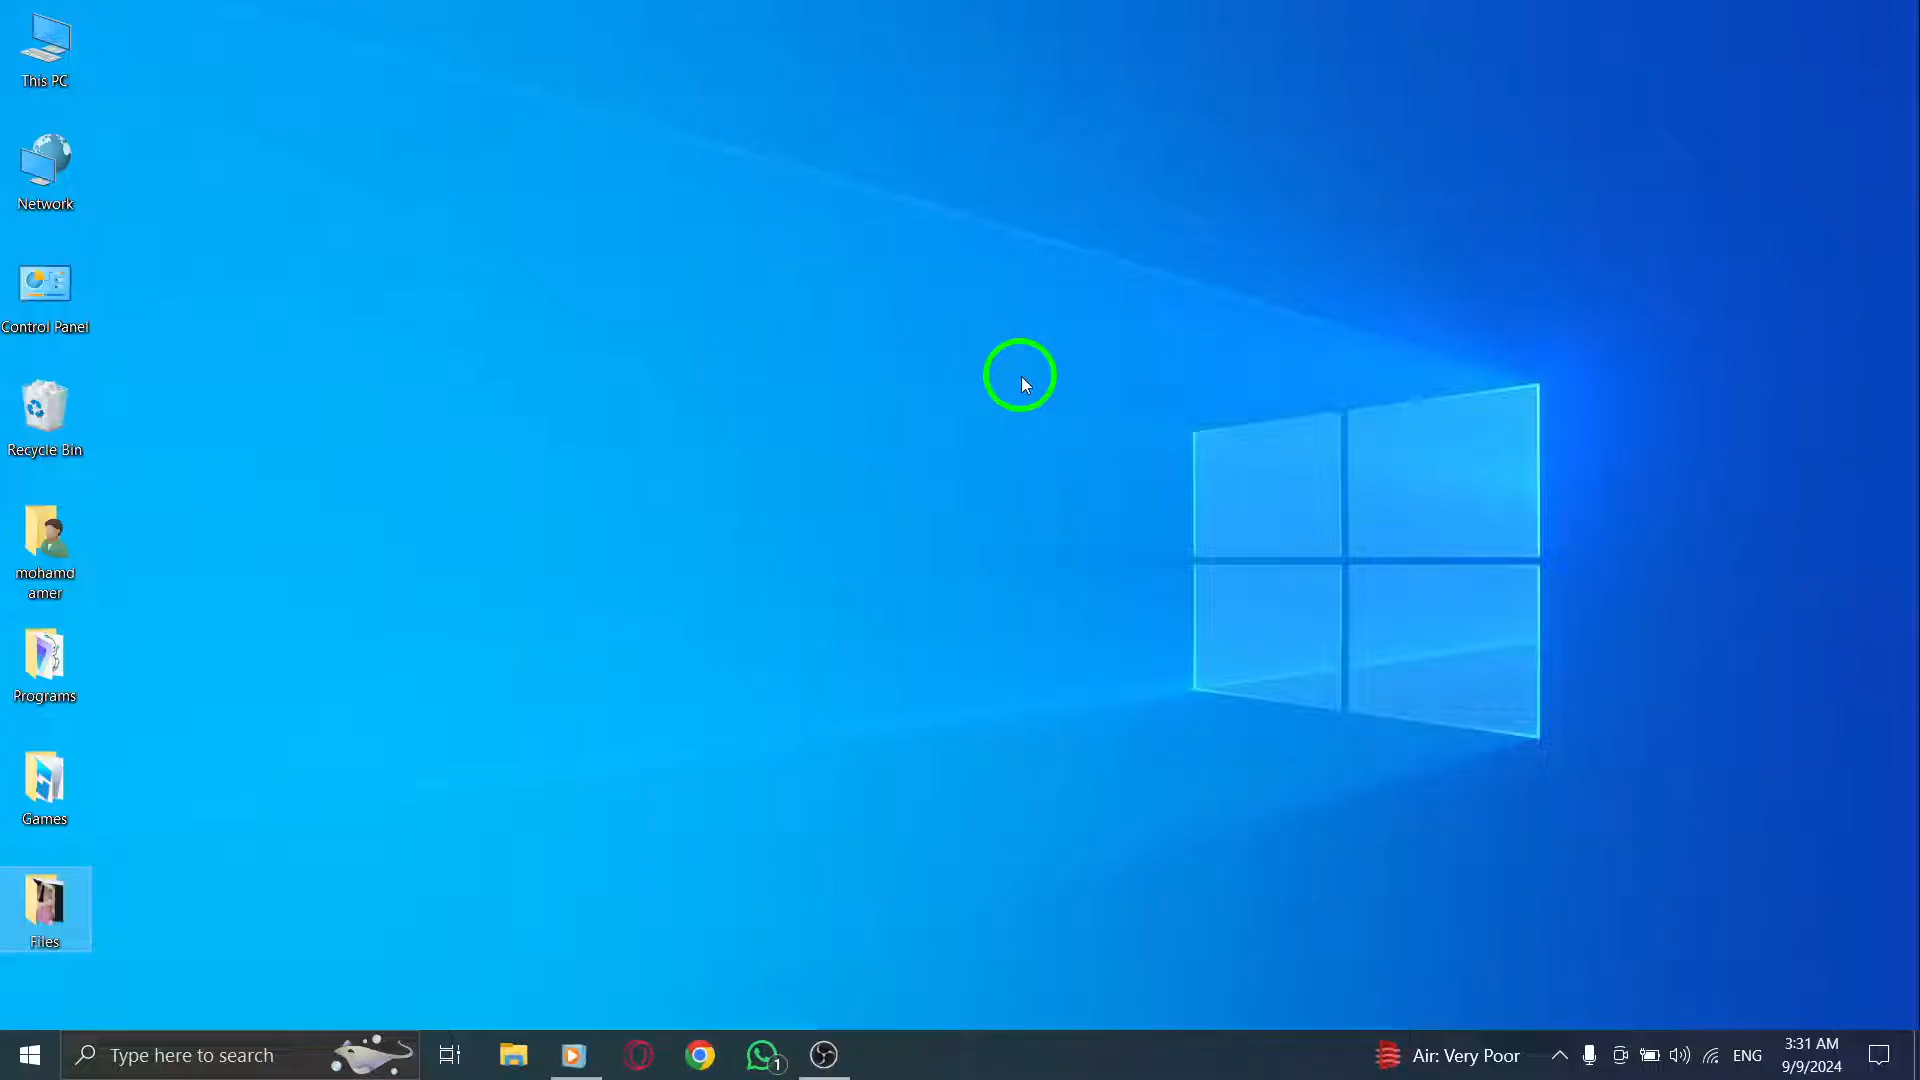 This PC
Network
Control Panel
Recycle Bin
mohamd
amer
Programs
Games
Files
Type here to search
1
Air: Very Poor
ENG
3:31 AM
9/9/2024